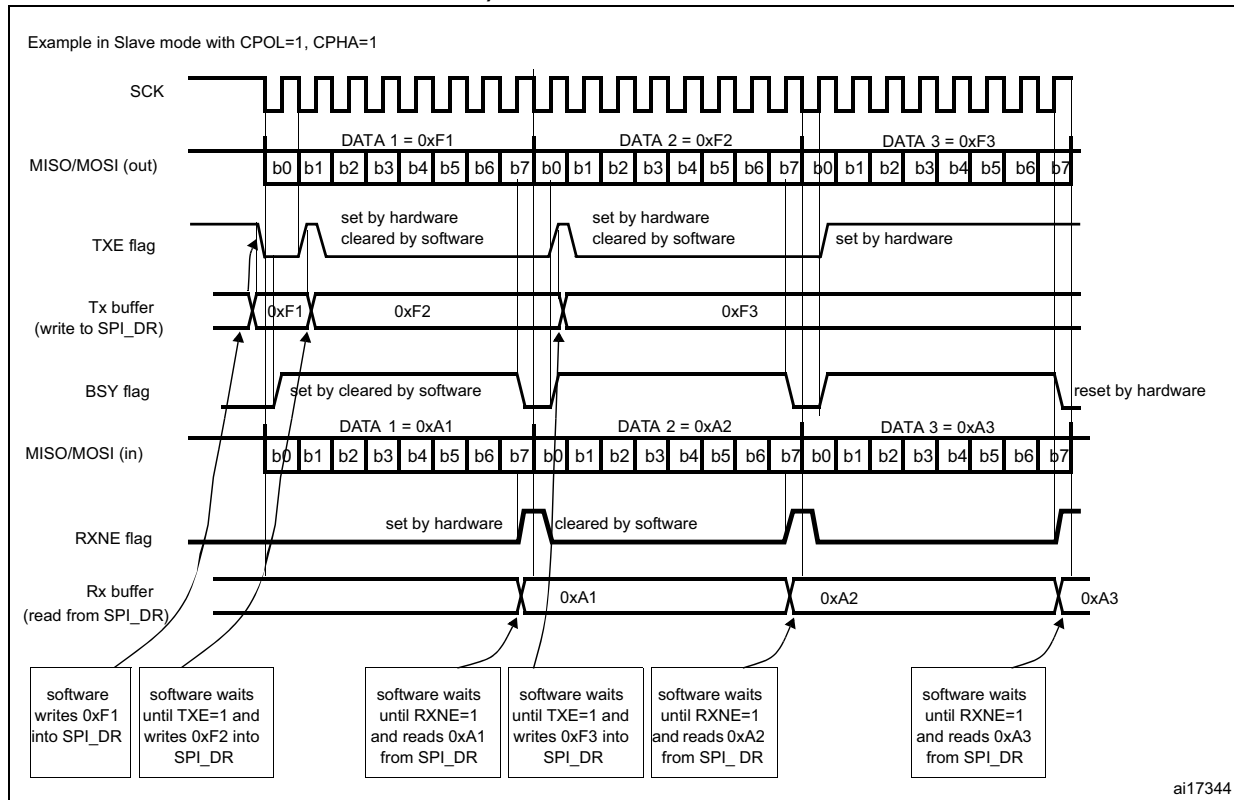 Example in Slave mode with CPOL=1, CPHA=1
SCK
DATA 1 = 0xF1
DATA 2 = 0xF2
DATA 3 = 0xF3
MISO/MOSI (out)
b0 b1 b2 b3 b4 b5 b6 b7 b0 b1 b2 b3 b4 b5 b6 b7 b0 b1 b2 b3 b4 b5 b6 b7
TXE flag
set by hardware
cleared by software
set by hardware
cleared by software
set by hardware
Tx buffer
(write to SPI_DR)
0xF1
0xF2
0xF3
BSY flag
set by cleared by software
reset by hardware
DATA 1 = 0xA1
DATA 2 = 0xA2
DATA 3 = 0xA3
MISO/MOSI (in)
b0 b1 b2 b3 b4 b5 b6 b7 b0 b1 b2 b3 b4 b5 b6 b7 b0 b1 b2 b3 b4 b5 b6 b7
RXNE flag
set by hardware
cleared by software
Rx buffer
(read from SPI_DR)
0xA1
0xA2
0xA3
software
writes 0xF1
into SPI_DR
software waits
until TXE=1 and
writes 0xF2 into
SPI_DR
software waits
until RXNE=1
and reads 0xA1
from SPI_DR
software waits
until TXE=1 and
writes 0xF3 into
SPI_DR
software waits
until RXNE=1
and reads 0xA2
from SPI_ DR
software waits
until RXNE=1
and reads 0xA3
from SPI_DR
ai17344